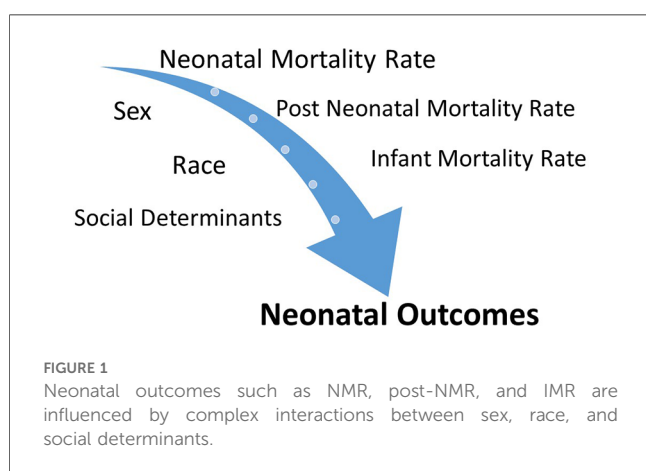 Neonatal Mortality Rate
Sex
Post Neonatal Mortality Rate
Race
Infant Mortality Rate
Social Determinants
Neonatal Outcomes
FIGURE 1
Neonatal outcomes such as NMR, post-NMR, and IMR are
influenced by complex interactions between sex, race, and
social determinants.